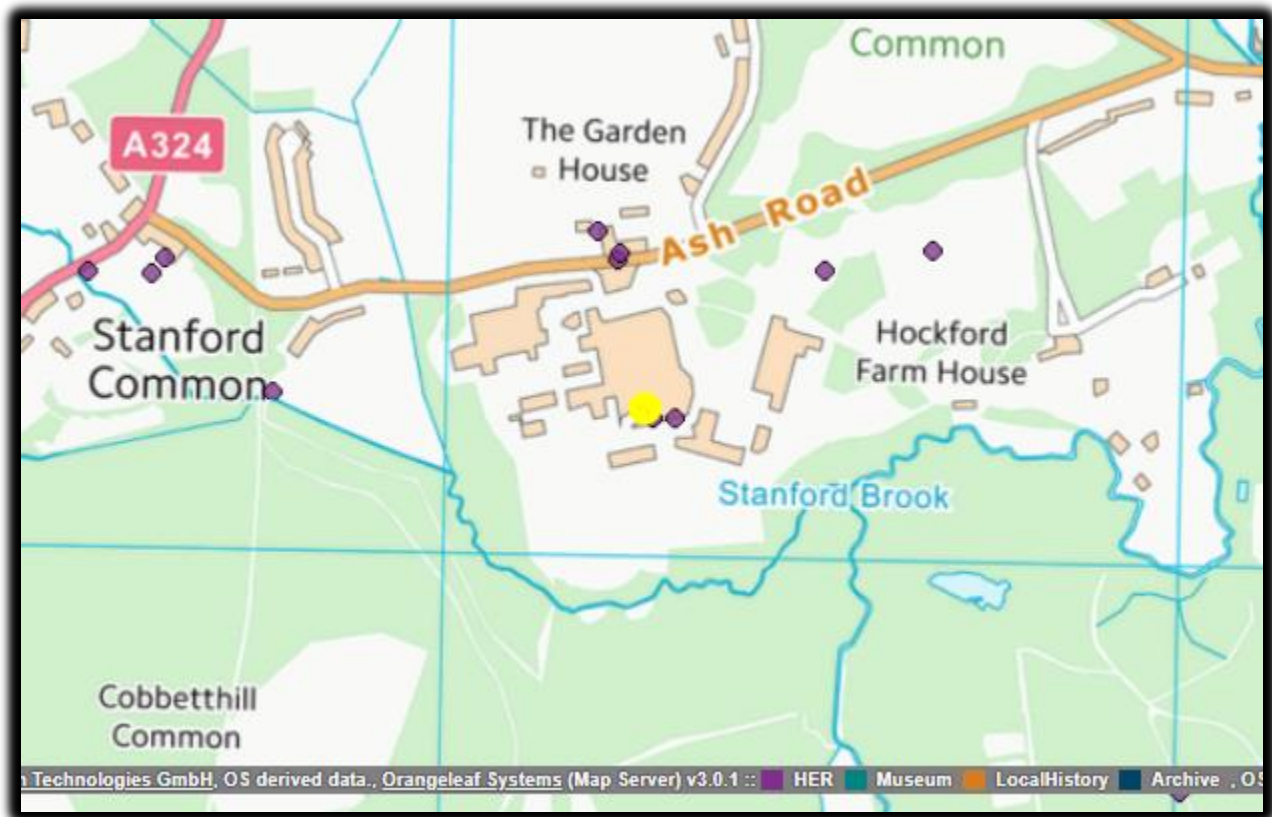 Common
A324
The Garden
House
Ash Road
Stanford
Common
Hockford
Farm House
Stanford Brook
Cobbetthill
Common
Technologies GmbH, OS derived data., Orangeleaf Systems (Map Server) v3.0.1 :: HER Museum LocalHistory Archive , OS